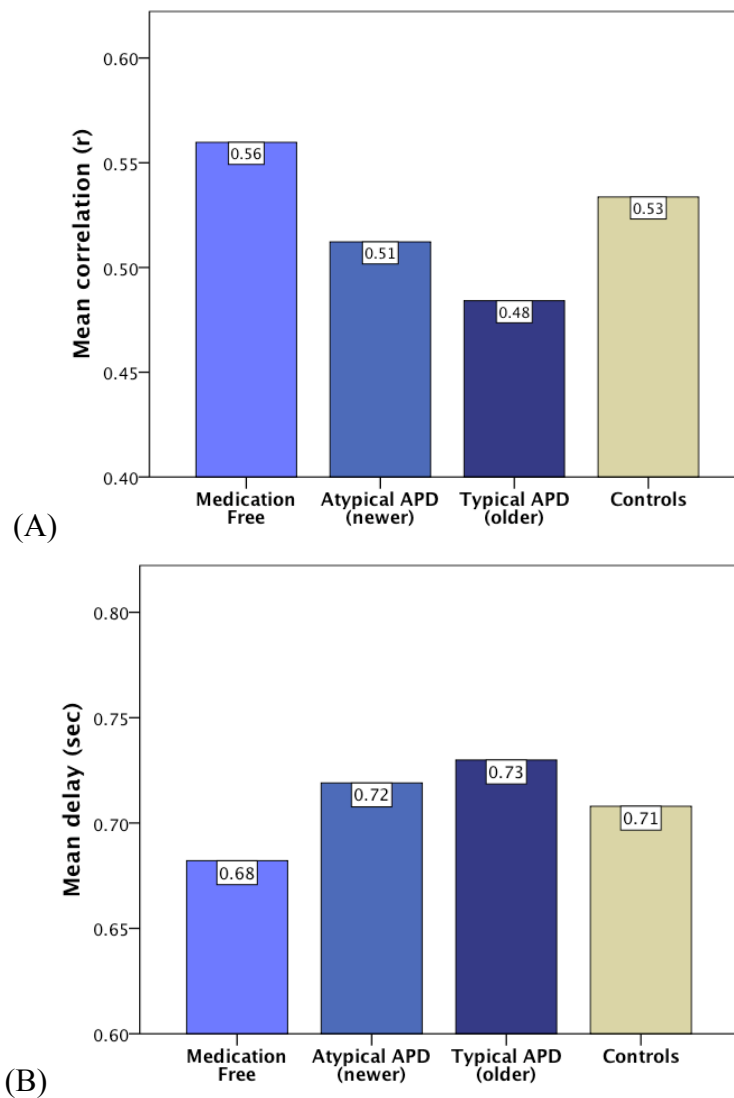 0.60
0.55
0.50
0.45
0.40
Mean correlation (r)
0.56
0.51
0.48
0.53
Medication Free
Atypical APD (newer)
Typical APD (older)
Controls
(A)
0.80
0.75
0.70
0.65
0.60
Mean delay (sec)
0.68
0.72
0.73
0.71
Medication Free
Atypical APD (newer)
Typical APD (older)
Controls
(B)